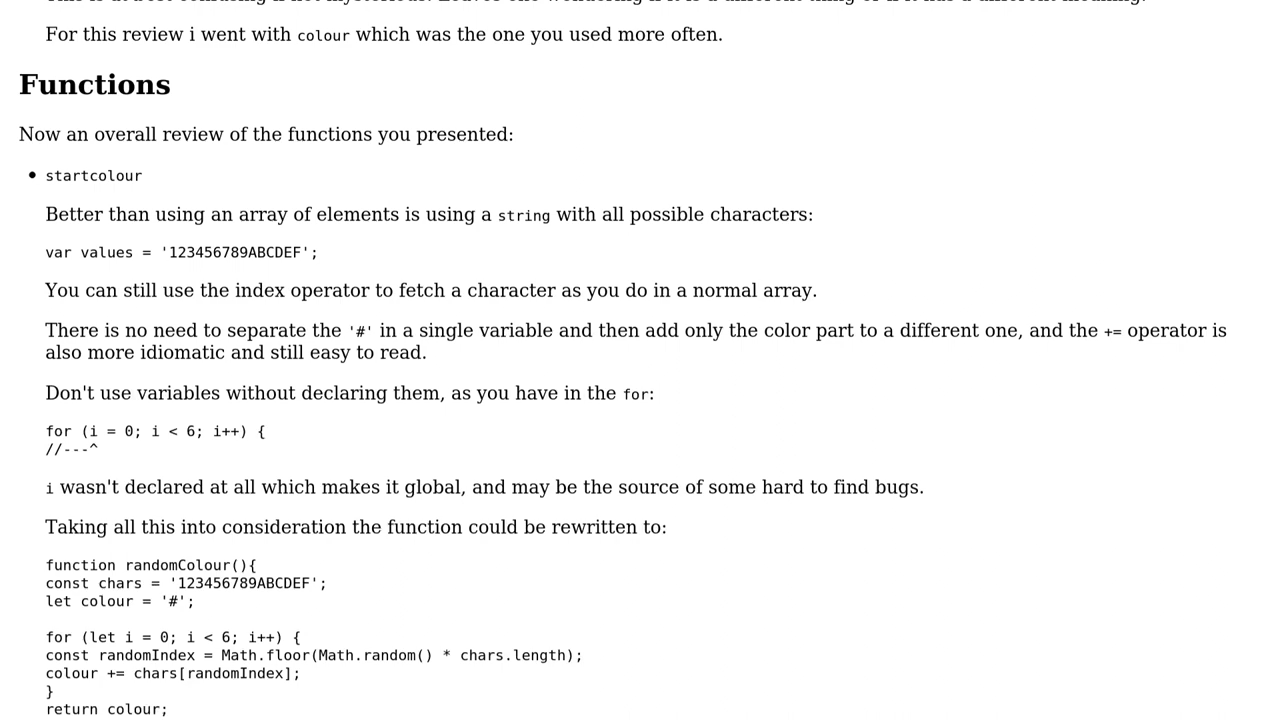 For this review i went with colour which was the one you used more often.
Functions
Now an overall review of the functions you presented:
• startcolour
Better than using an array of elements is using a string with all possible characters:
var values = '123456789ABCDEF';
You can still use the index operator to fetch a character as you do in a normal array.
There is no need to separate the '#' in a single variable and then add only the color part to a different one, and the += operator is
also more idiomatic and still easy to read.
Don't use variables without declaring them, as you have in the for:
for (i = 0; i < 6; i++) {
//---^
i wasn't declared at all which makes it global, and may be the source of some hard to find bugs.
Taking all this into consideration the function could be rewritten to:
function randomColour(){
const chars = '123456789ABCDEF';
let colour = '#';
for (let i = 0; i < 6; i++) {
const randomIndex = Math.floor(Math.random() * chars.length);
colour += chars[randomIndex];
}
return colour;